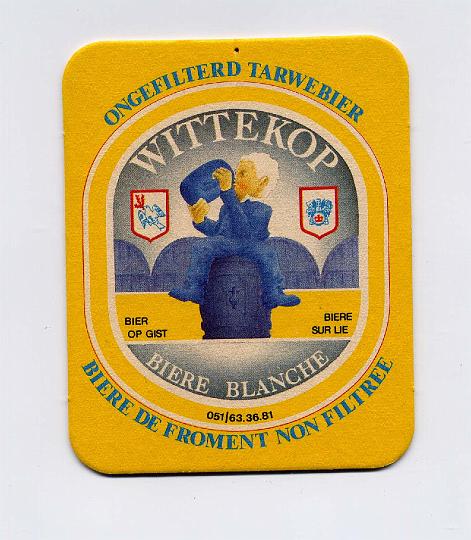 ONGEFILTERD TARWEBIER
WITTEKOP
BIER
OP GIST
BIERE
SUR LIE
BIERE BLANCHE
051/63.36.81
BIERE DE FROMENT NON FILTREE